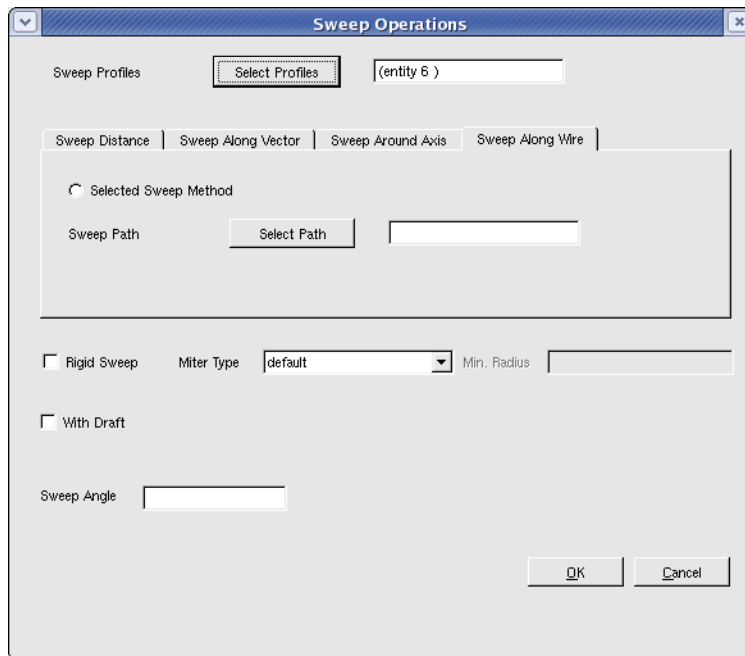 Sweep Operations
Sweep Profiles Select Profiles (entity 6 )
Sweep Distance Sweep Along Vector Sweep Around Axis Sweep Along Wire
Selected Sweep Method
Sweep Path Select Path
Rigid Sweep Miter Type default Min. Radius
With Draft
Sweep Angle
OK Cancel